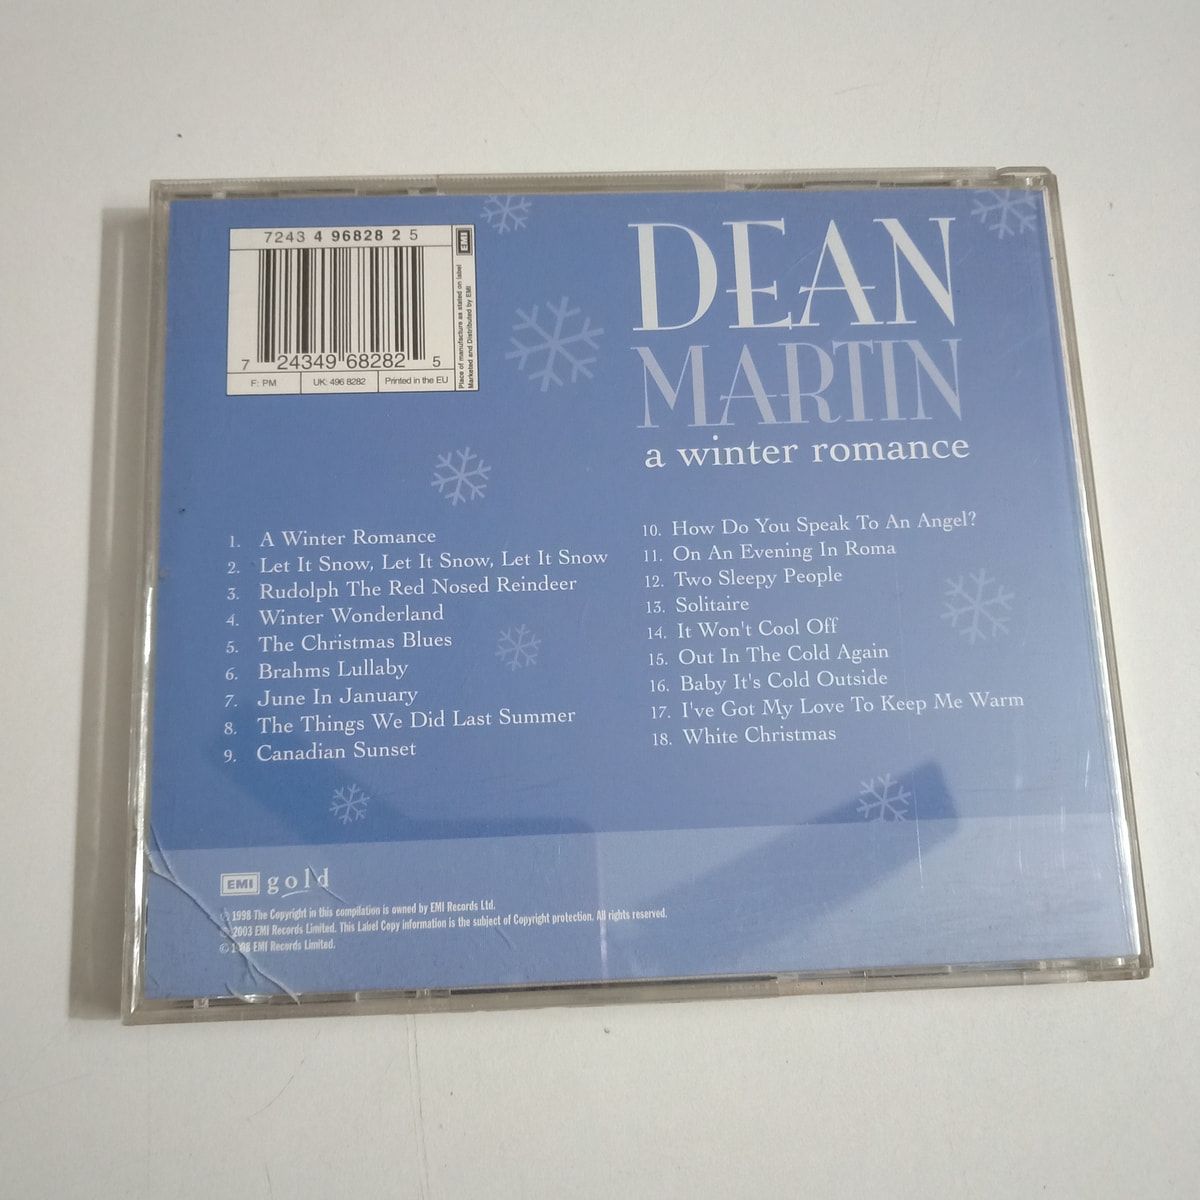 7243 4 96828 2 5
EMI
Place of manufacture as stated on label
Marketed and Distributed by EMI
7 24349 68282 5
F: PM
UK: 496 8282
Printed in the EU
DEAN
MARTIN
a winter romance
1. A Winter Romance
2. Let It Snow, Let It Snow, Let It Snow
3. Rudolph The Red Nosed Reindeer
4. Winter Wonderland
5. The Christmas Blues
6. Brahms Lullaby
7. June In January
8. The Things We Did Last Summer
9. Canadian Sunset
10. How Do You Speak To An Angel?
11. On An Evening In Roma
12. Two Sleepy People
13. Solitaire
14. It Won't Cool Off
15. Out In The Cold Again
16. Baby It's Cold Outside
17. I've Got My Love To Keep Me Warm
18. White Christmas
EMI gold
1998 The Copyright in this compilation is owned by EMI Records Ltd.
2003 EMI Records Limited. This Label Copy information is the subject of Copyright protection. All rights reserved.
© EMI Records Limited.